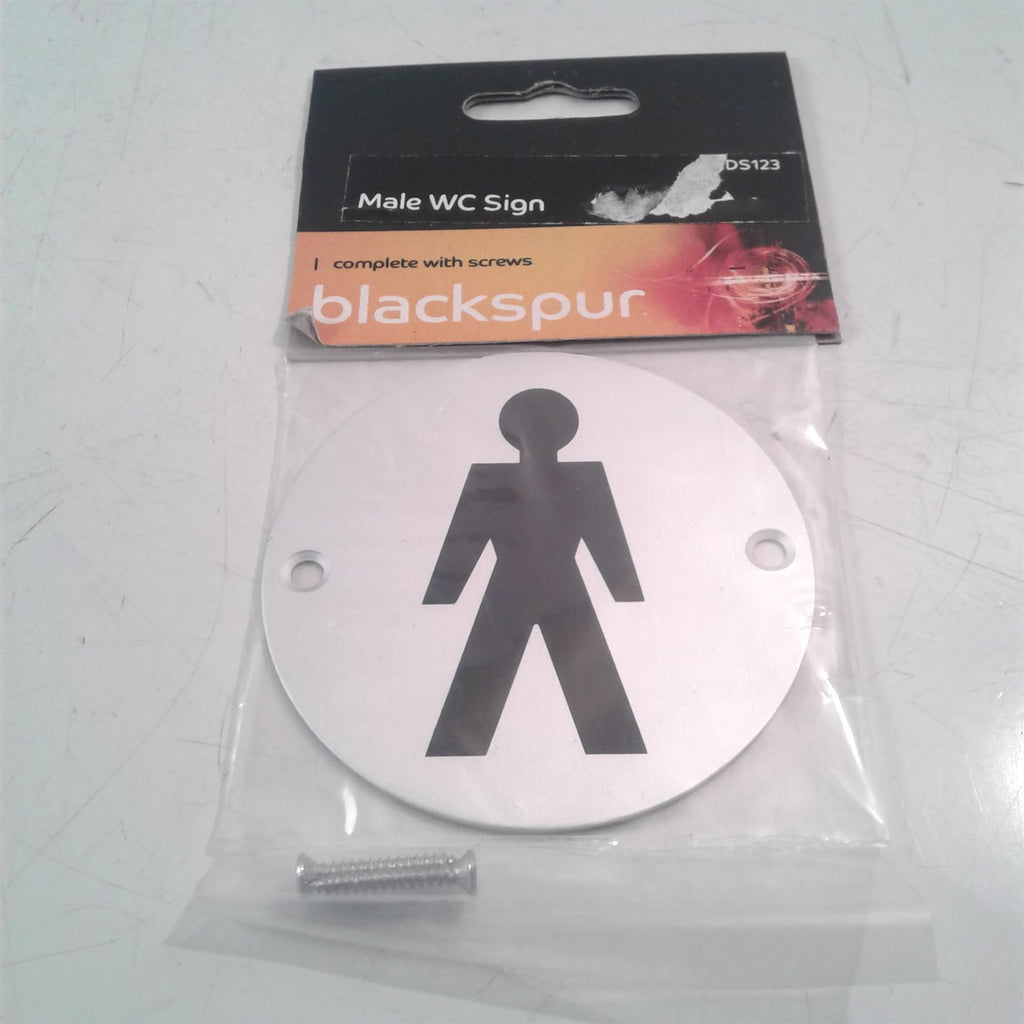 DS123
Male WC Sign
complete with screws
blackspur